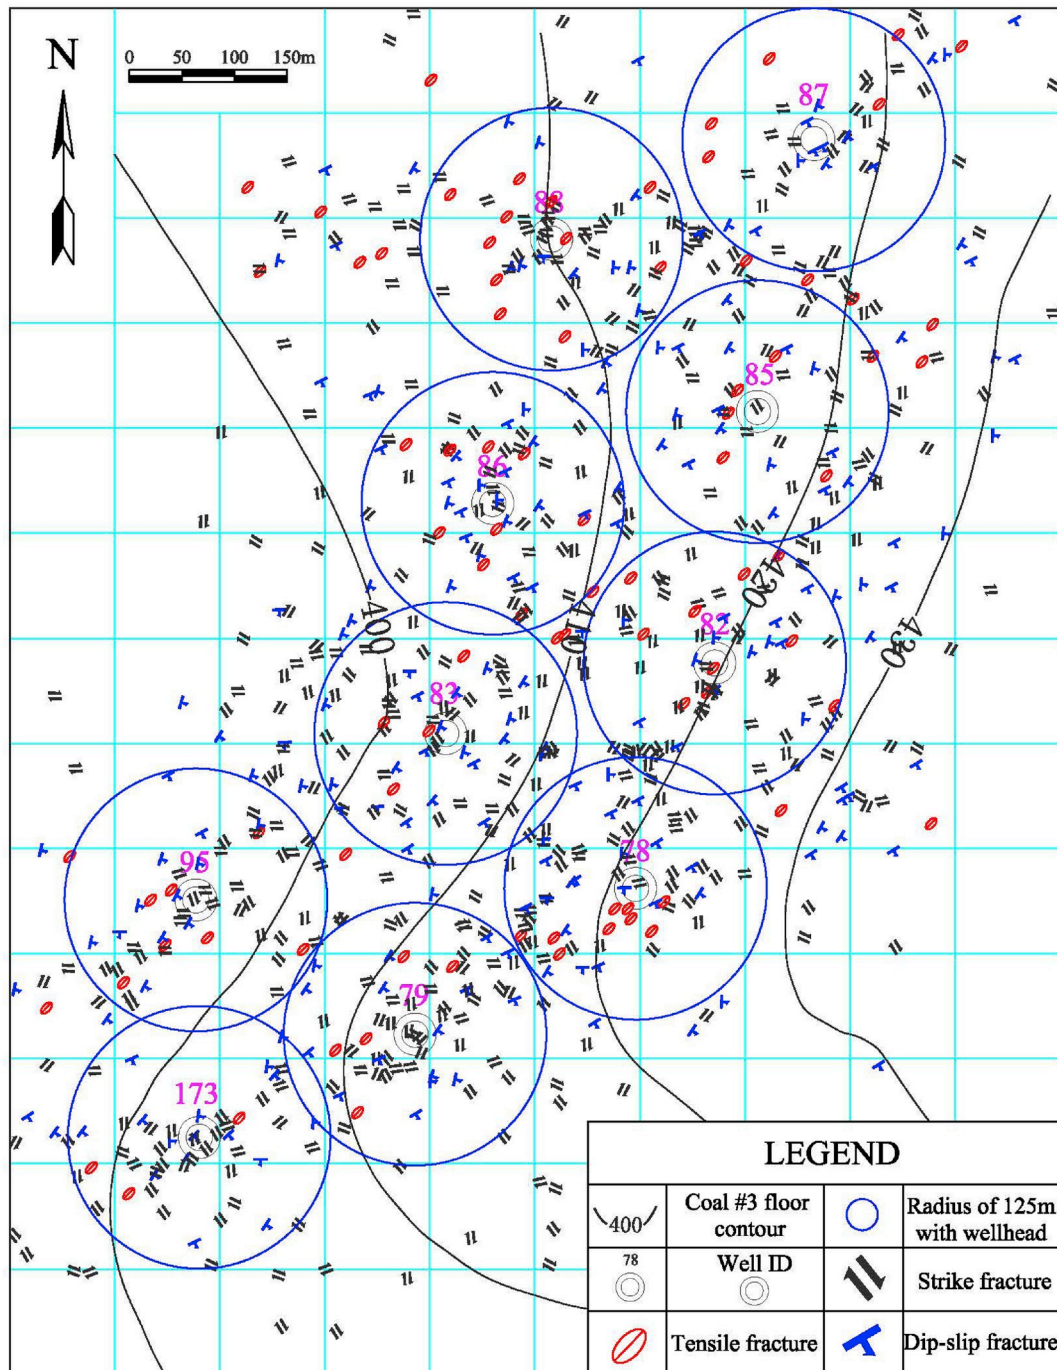 N
0 50 100 150m
87
88
85
86
400
410
420
82
430
83
95
78
79
173
LEGEND
400
Coal #3 floor
contour
Radius of 125m
with wellhead
78
Well ID
Strike fracture
Tensile fracture
Dip-slip fracture